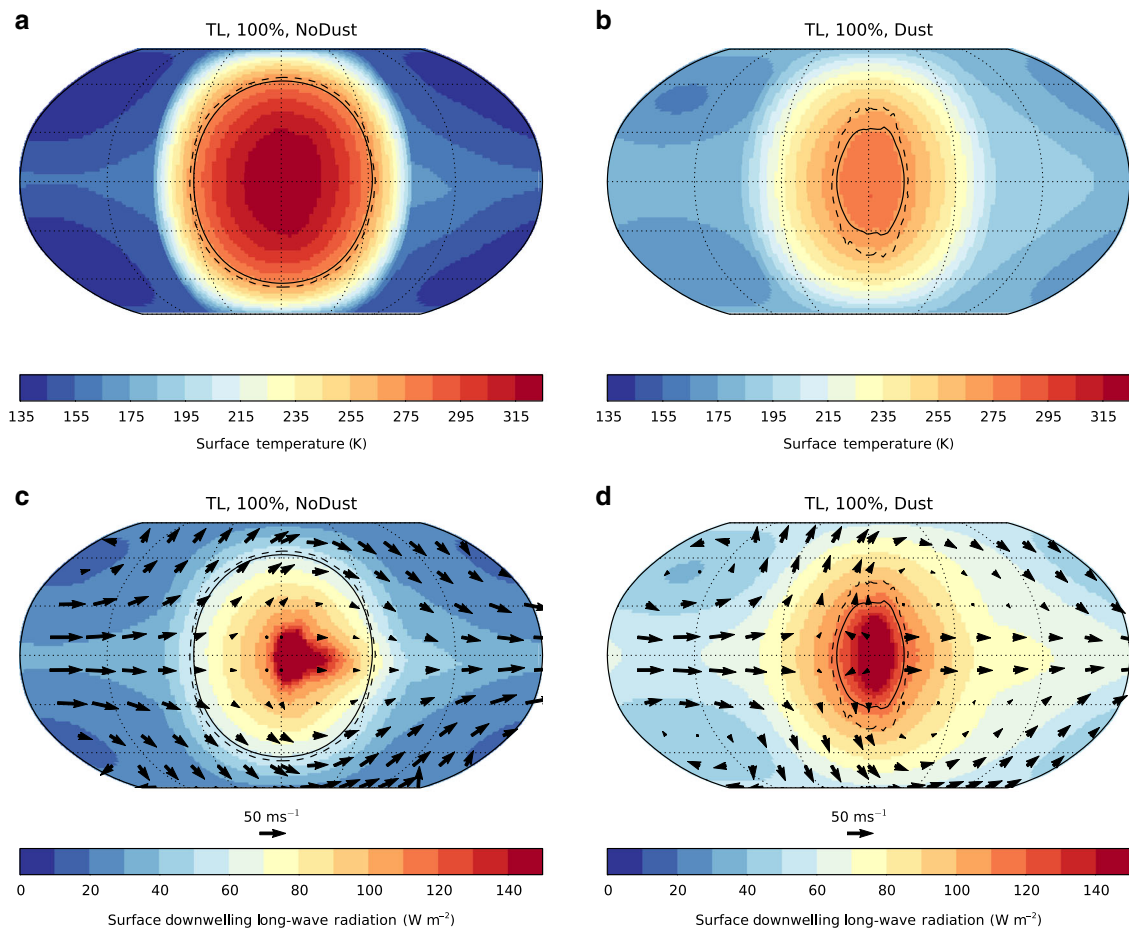 a
TL, 100%, NoDust
b
TL, 100%, Dust
135 155 175 195 215 235 255 275 295 315
Surface temperature (K)
135 155 175 195 215 235 255 275 295 315
Surface temperature (K)
c
TL, 100%, NoDust
d
TL, 100%, Dust
50 ms⁻¹
50 ms⁻¹
0 20 40 60 80 100 120 140
Surface downwelling long-wave radiation (W m⁻²)
0 20 40 60 80 100 120 140
Surface downwelling long-wave radiation (W m⁻²)